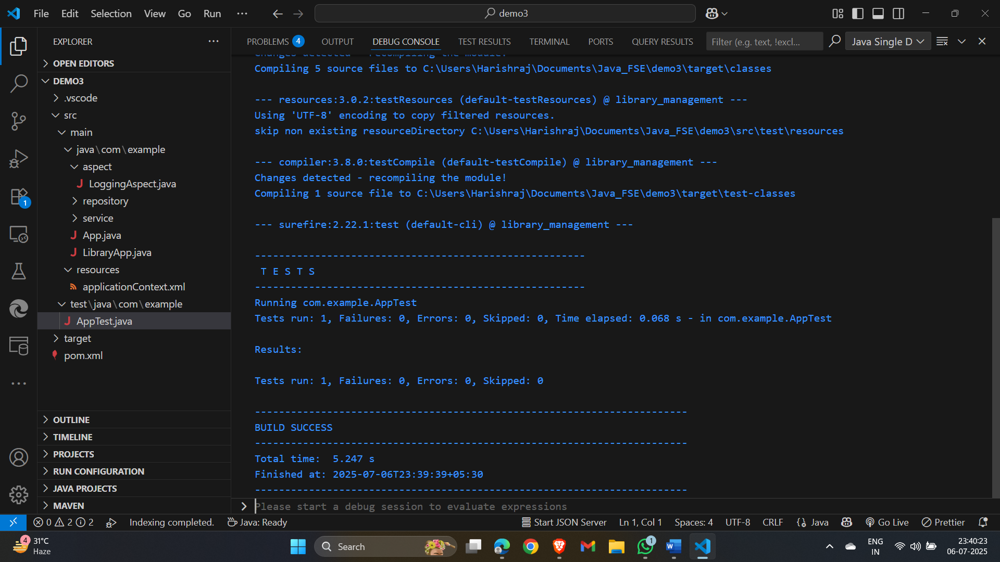 File Edit Selection View Go Run ··· demo3
EXPLORER ···
OPEN EDITORS
DEMO3
.vscode
src
main
java\com\example
aspect
LoggingAspect.java
repository
service
App.java
LibraryApp.java
resources
applicationContext.xml
test\java\com\example
AppTest.java
target
pom.xml
OUTLINE
TIMELINE
PROJECTS
RUN CONFIGURATION
JAVA PROJECTS
MAVEN
1
PROBLEMS 4 OUTPUT DEBUG CONSOLE TEST RESULTS TERMINAL PORTS QUERY RESULTS Filter (e.g. text, !excl... Java Single D
Changes detected - recompiling the module!
Compiling 5 source files to C:\Users\Harishraj\Documents\Java_FSE\demo3\target\classes
--- resources:3.0.2:testResources (default-testResources) @ library_management ---
Using 'UTF-8' encoding to copy filtered resources.
skip non existing resourceDirectory C:\Users\Harishraj\Documents\Java_FSE\demo3\src\test\resources
--- compiler:3.8.0:testCompile (default-testCompile) @ library_management ---
Changes detected - recompiling the module!
Compiling 1 source file to C:\Users\Harishraj\Documents\Java_FSE\demo3\target\test-classes
--- surefire:2.22.1:test (default-cli) @ library_management ---
-------------------------------------------------------
T E S T S
-------------------------------------------------------
Running com.example.AppTest
Tests run: 1, Failures: 0, Errors: 0, Skipped: 0, Time elapsed: 0.068 s - in com.example.AppTest
Results:
Tests run: 1, Failures: 0, Errors: 0, Skipped: 0
------------------------------------------------------------------------
BUILD SUCCESS
------------------------------------------------------------------------
Total time:  5.247 s
Finished at: 2025-07-06T23:39:39+05:30
------------------------------------------------------------------------
Please start a debug session to evaluate expressions
0 2 2 Indexing completed. Java: Ready Start JSON Server Ln 1, Col 1 Spaces: 4 UTF-8 CRLF Java Go Live Prettier
4 31°C
Haze
Search
1
ENG
IN
23:40:23
06-07-2025